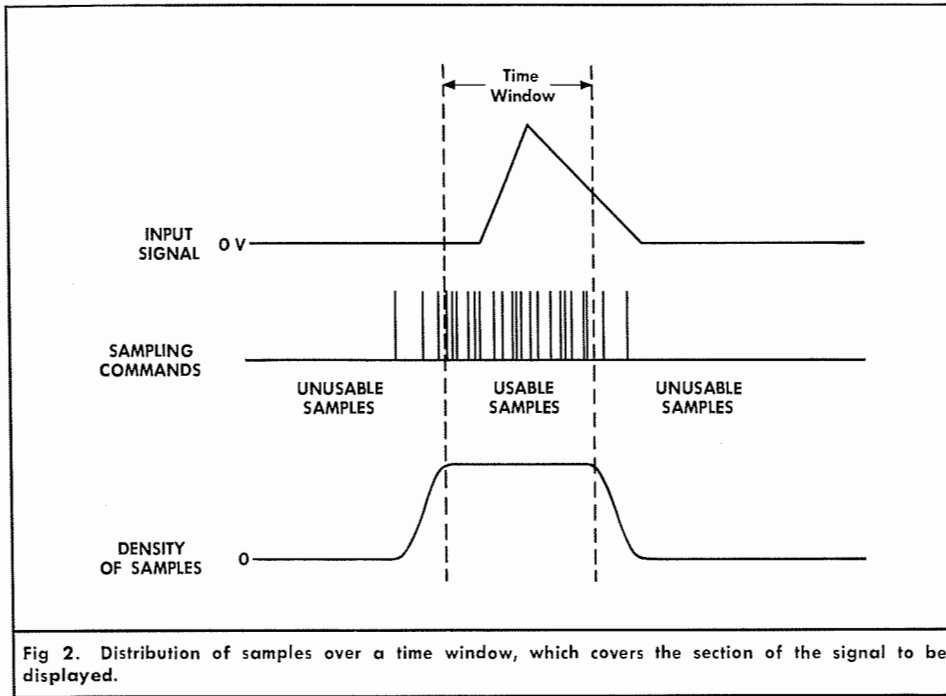 Time
Window
INPUT
SIGNAL
0 V
SAMPLING
COMMANDS
UNUSABLE
SAMPLES
USABLE
SAMPLES
UNUSABLE
SAMPLES
DENSITY
OF SAMPLES
0
Fig 2. Distribution of samples over a time window, which covers the section of the signal to be
displayed.